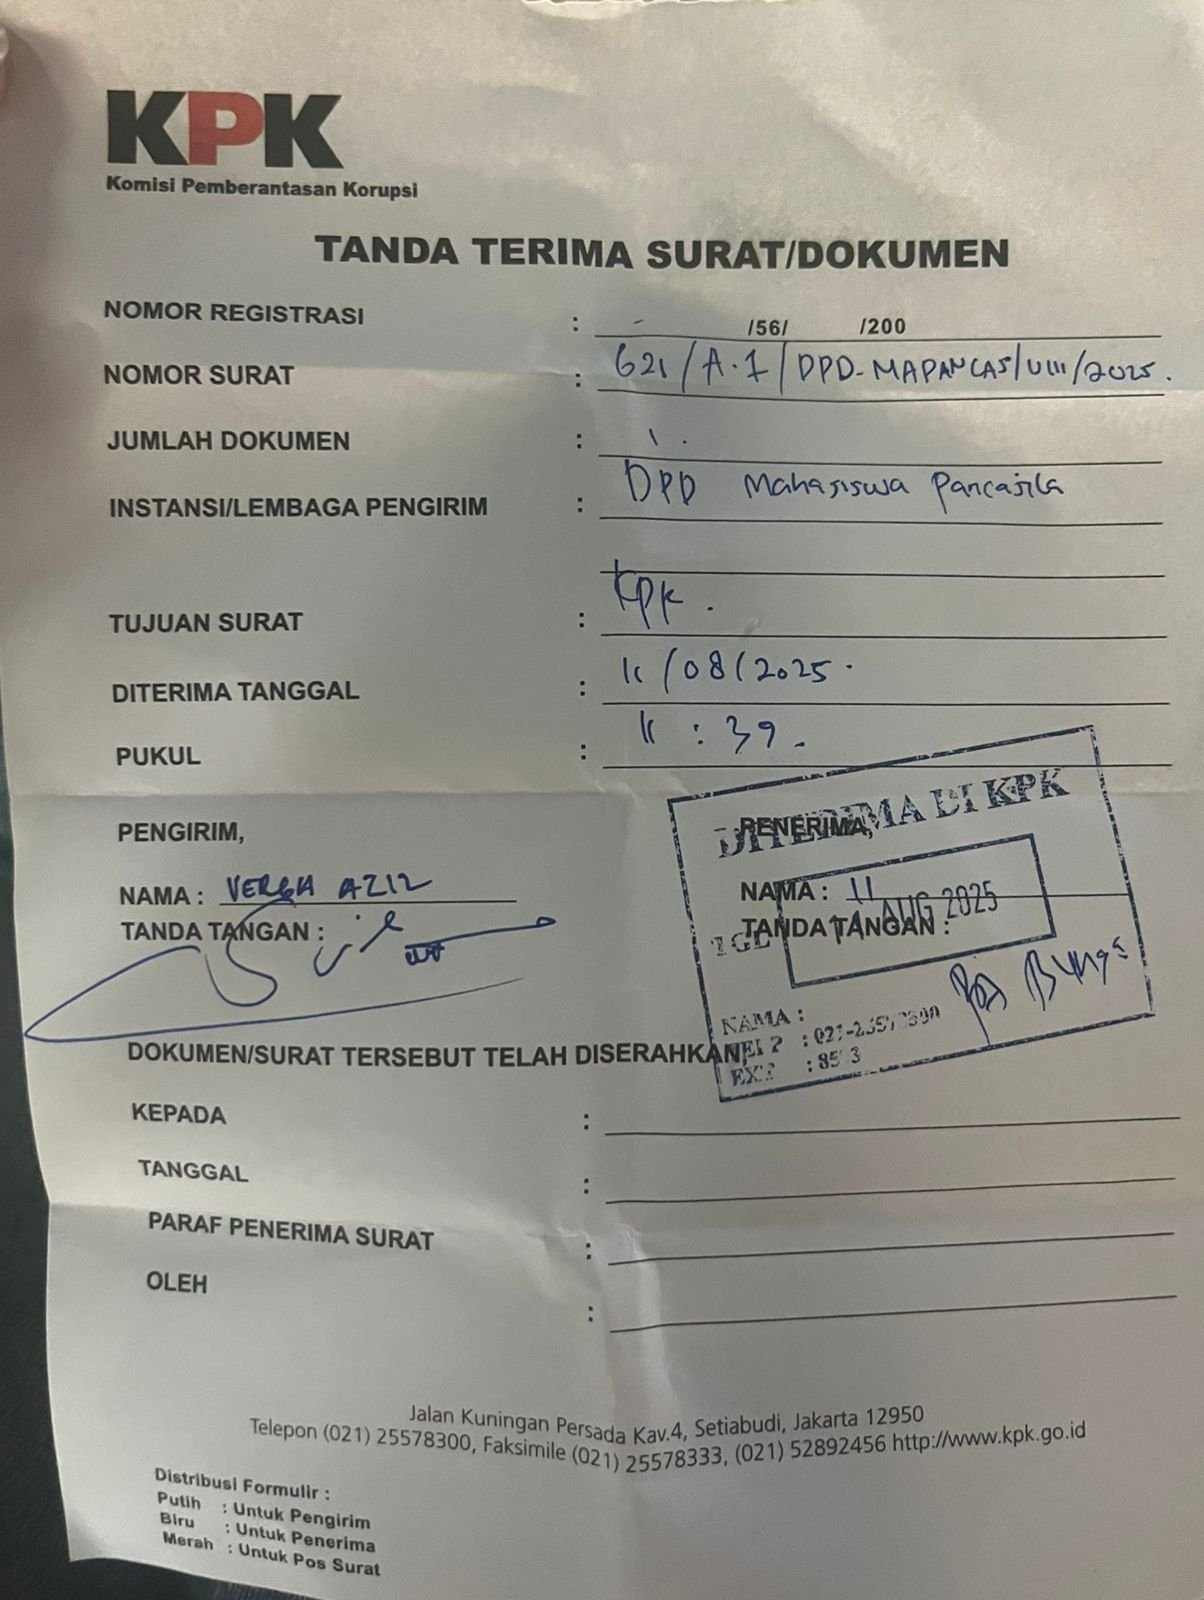 KPK
Komisi Pemberantasan Korupsi
TANDA TERIMA SURAT/DOKUMEN
NOMOR REGISTRASI : - /56/ /200
NOMOR SURAT : 621/A.1/DPD-MAPANCAS/VIII/2025.
JUMLAH DOKUMEN : 1.
INSTANSI/LEMBAGA PENGIRIM : DPD Mahasiswa Pancasila
TUJUAN SURAT : KPK.
DITERIMA TANGGAL : 11/08/2025.
PUKUL : 11:39.
DITERIMA DI KPK
PENGIRIM, PENERIMA,
NAMA : VERGA AZIZ NAMA :
TANDA TANGAN : TANDA TANGAN :
TGL 11 AUG 2025
NAMA :
TELP :
EXT :
DOKUMEN/SURAT TERSEBUT TELAH DISERAHKAN,
KEPADA :
TANGGAL :
PARAF PENERIMA SURAT :
OLEH :
Jalan Kuningan Persada Kav.4, Setiabudi, Jakarta 12950
Telepon (021) 25578300, Faksimile (021) 25578333, (021) 52892456 http://www.kpk.go.id
Distribusi Formulir :
Putih : Untuk Pengirim
Biru : Untuk Penerima
Merah : Untuk Pos Surat